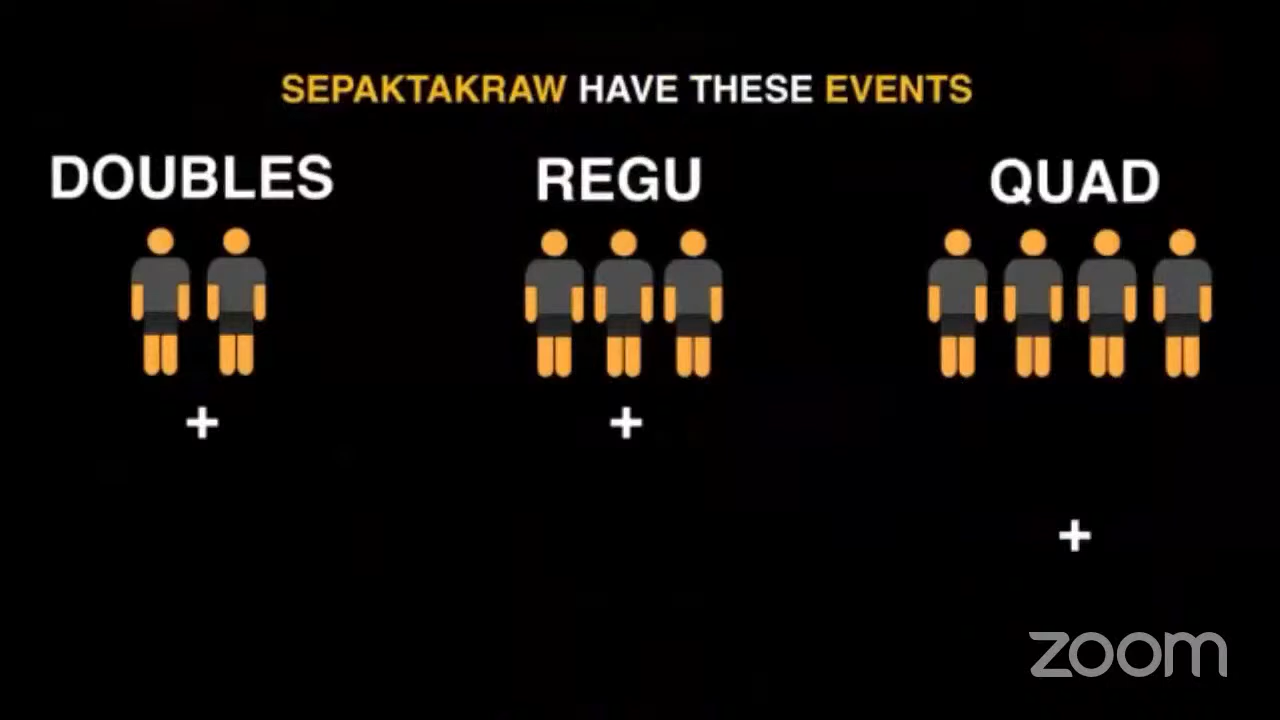 SEPAKTAKRAW HAVE THESE EVENTS
DOUBLES REGU QUAD
+ +
+
zoom